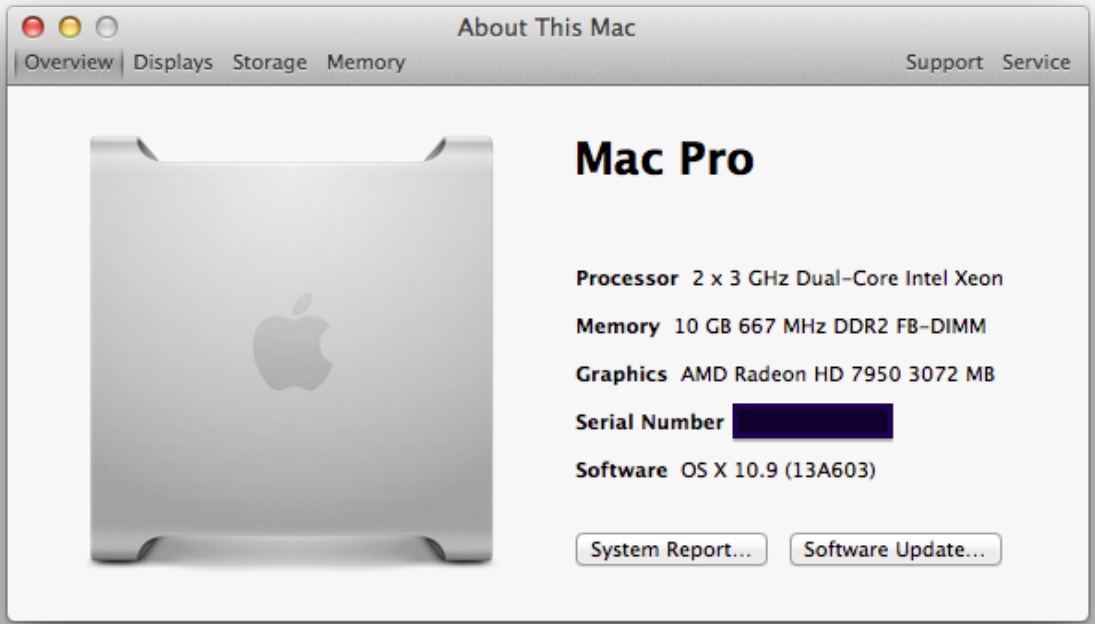 About This Mac
Overview Displays Storage Memory Support Service
Mac Pro
Processor 2 x 3 GHz Dual-Core Intel Xeon
Memory 10 GB 667 MHz DDR2 FB-DIMM
Graphics AMD Radeon HD 7950 3072 MB
Serial Number
Software OS X 10.9 (13A603)
System Report... Software Update...